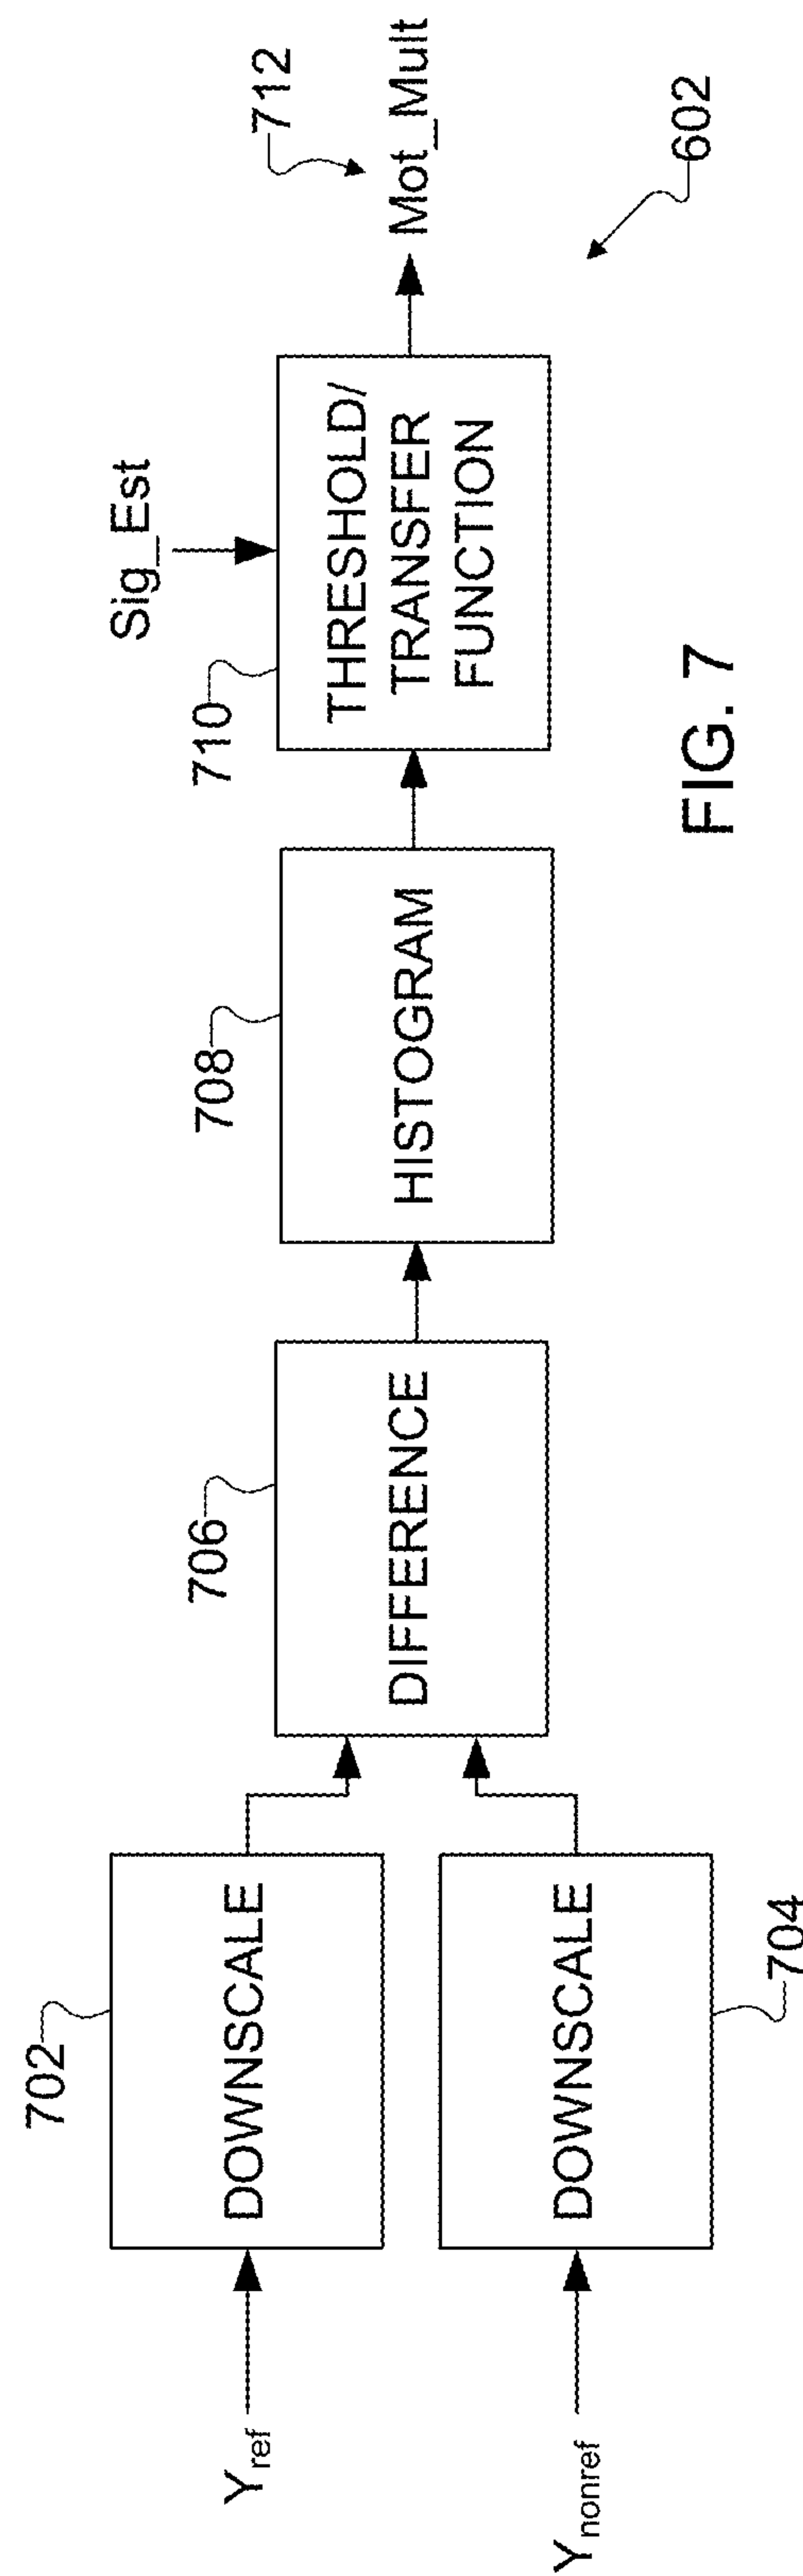 Y_ref
702
DOWNSCALE
Y_nonref
DOWNSCALE
704
706
DIFFERENCE
708
HISTOGRAM
Sig_Est
710
THRESHOLD/
TRANSFER
FUNCTION
712
Mot_Mult
602
FIG. 7